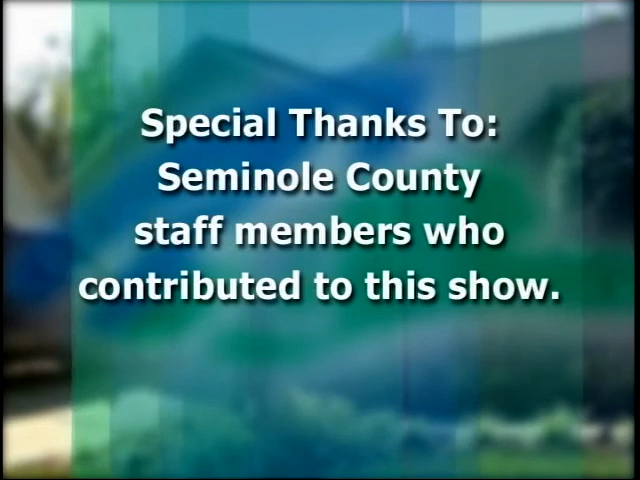 Special Thanks To:
Seminole County
staff members who
contributed to this show.